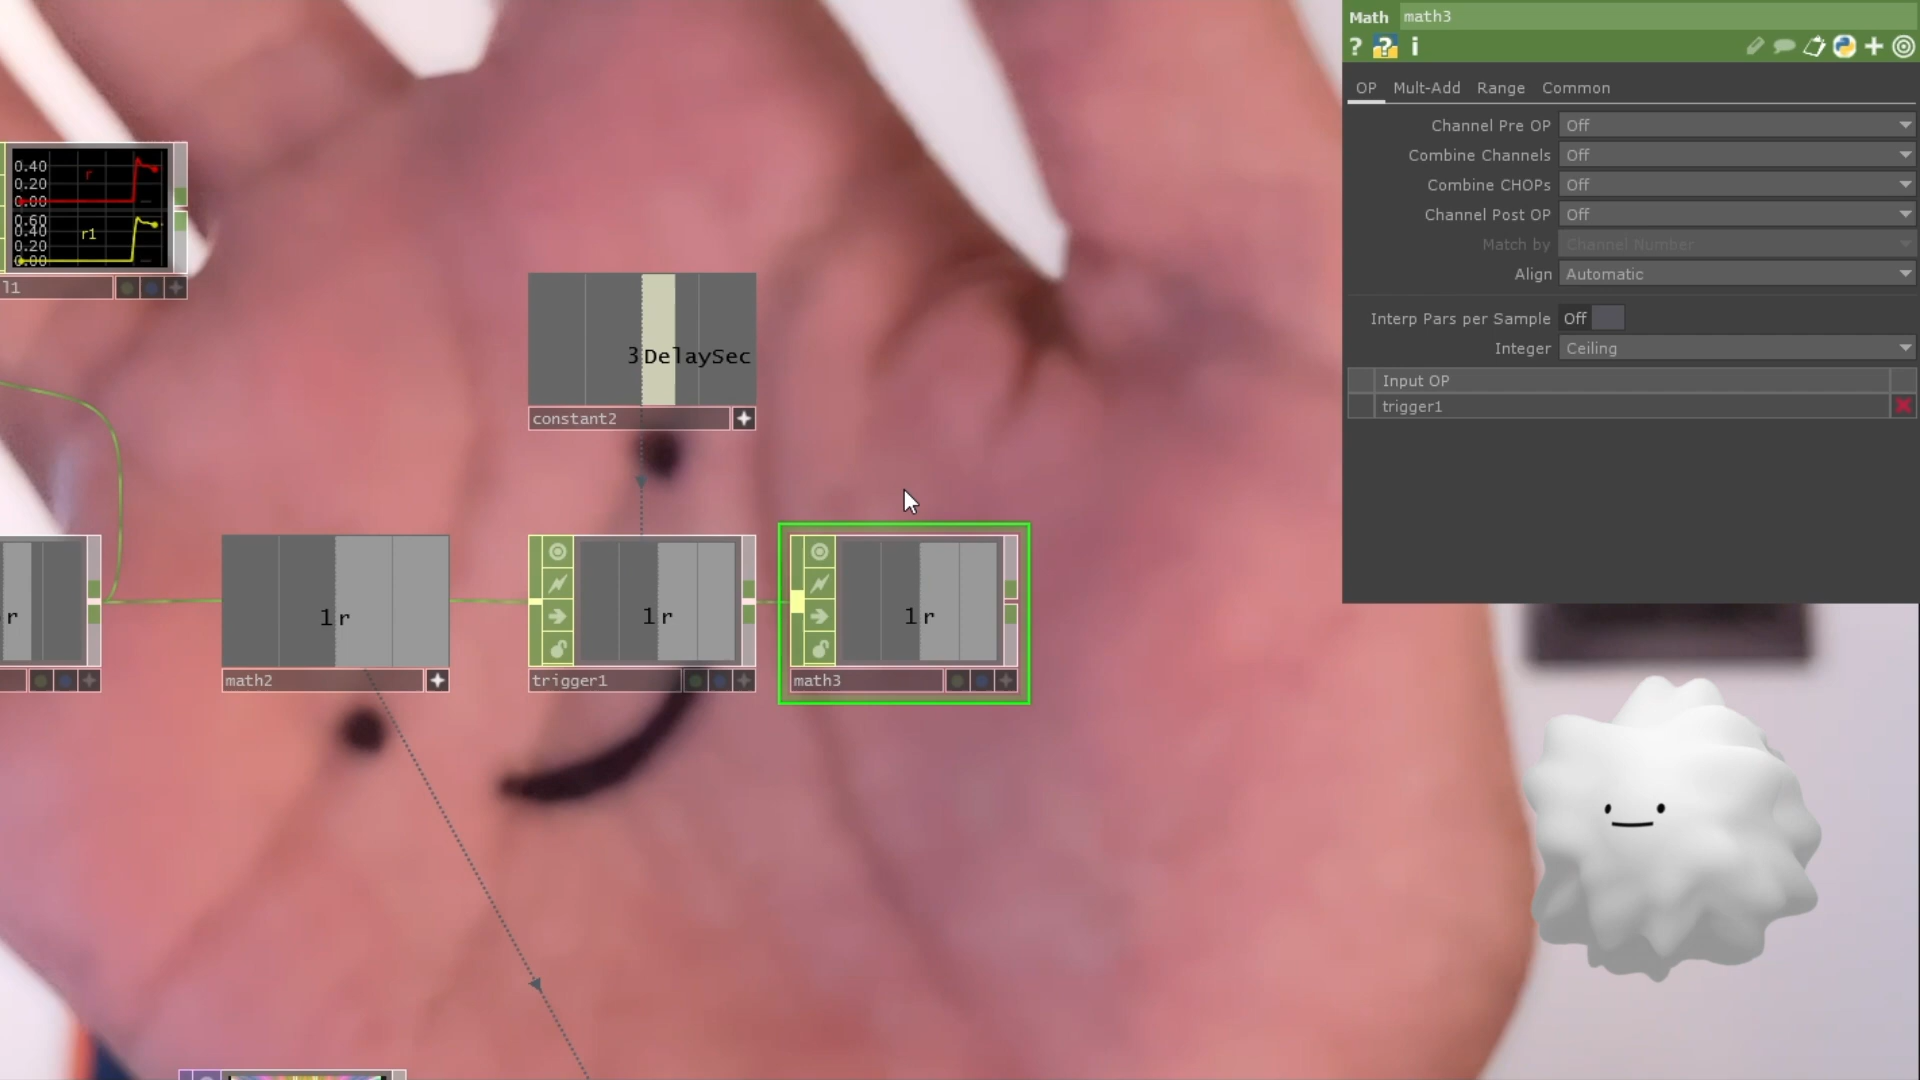 Math math3
? ? i
OP Mult-Add Range Common
Channel Pre OP Off
Combine Channels Off
Combine CHOPs Off
Channel Post OP Off
Match by Channel Number
Align Automatic
Interp Pars per Sample Off
Integer Ceiling
Input OP
trigger1
0.40
0.20
0.00
r
0.60
0.40
0.20
0.00
r1
l1
3 DelaySec
constant2
r
1 r
math2
1 r
trigger1
1 r
math3